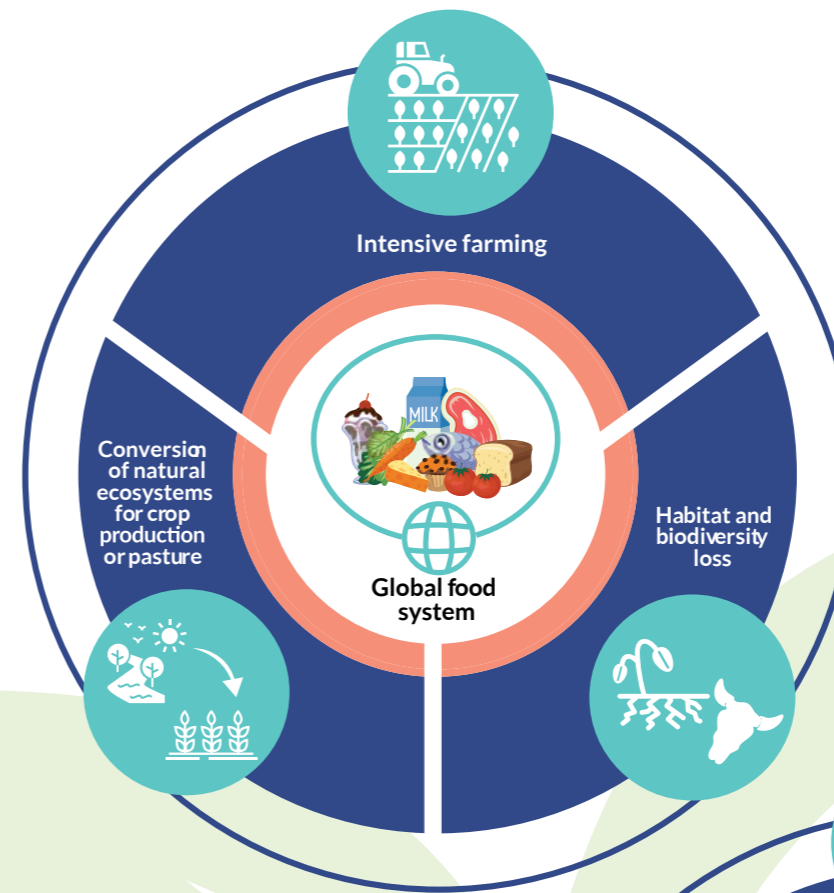 Intensive farming
MILK
Conversion
of natural
ecosystems
for crop
production
or pasture
Habitat and
biodiversity
loss
Global food
system